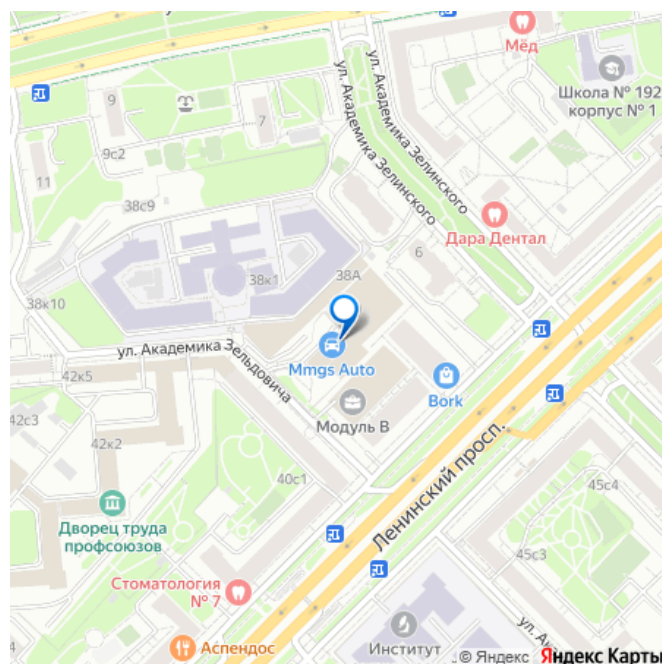 Мёд
Школа № 192
корпус № 1
9
7
9с2
11
38с9
ул. Академика Зелинского
ул. Академика Зелинского
Дара Дентал
6
38А
38к1
38к10
ул. Академика Зельдовича
Mmgs Auto
42к5
Bork
42с3
Модуль В
42к2
Ленинский просп.
40с1
45с4
Дворец труда
профсоюзов
45с3
Стоматология
№ 7
Аспендос
Институт
© Яндекс Яндекс Карты